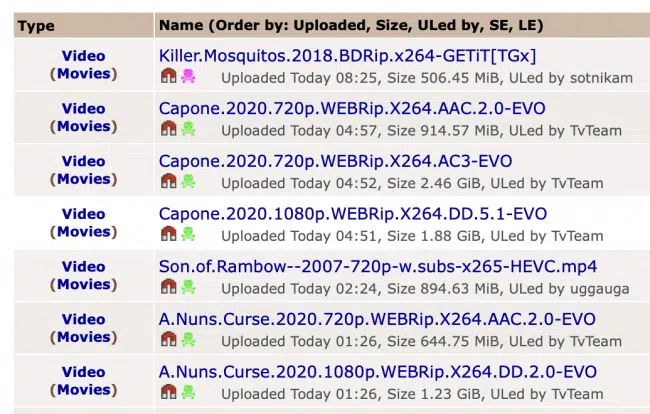 Type Name (Order by: Uploaded, Size, ULed by, SE, LE)
Video (Movies) Killer.Mosquitos.2018.BDRip.x264-GETiT[TGx]
Uploaded Today 08:25, Size 506.45 MiB, ULed by sotnikam
Video (Movies) Capone.2020.720p.WEBRip.X264.AAC.2.0-EVO
Uploaded Today 04:57, Size 914.57 MiB, ULed by TvTeam
Video (Movies) Capone.2020.720p.WEBRip.X264.AC3-EVO
Uploaded Today 04:52, Size 2.46 GiB, ULed by TvTeam
Video (Movies) Capone.2020.1080p.WEBRip.X264.DD.5.1-EVO
Uploaded Today 04:51, Size 1.88 GiB, ULed by TvTeam
Video (Movies) Son.of.Rambow--2007-720p-w.subs-x265-HEVC.mp4
Uploaded Today 02:24, Size 894.63 MiB, ULed by uggauga
Video (Movies) A.Nuns.Curse.2020.720p.WEBRip.X264.AAC.2.0-EVO
Uploaded Today 01:26, Size 644.75 MiB, ULed by TvTeam
Video (Movies) A.Nuns.Curse.2020.1080p.WEBRip.X264.DD.2.0-EVO
Uploaded Today 01:26, Size 1.23 GiB, ULed by TvTeam